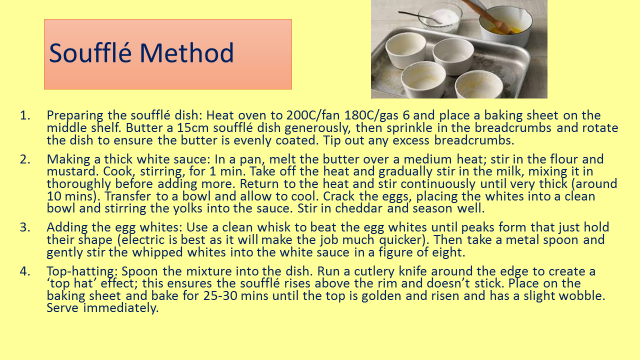 Soufflé Method
1. Preparing the soufflé dish: Heat oven to 200C/fan 180C/gas 6 and place a baking sheet on the
middle shelf. Butter a 15cm soufflé dish generously, then sprinkle in the breadcrumbs and rotate
the dish to ensure the butter is evenly coated. Tip out any excess breadcrumbs.
2. Making a thick white sauce: In a pan, melt the butter over a medium heat; stir in the flour and
mustard. Cook, stirring, for 1 min. Take off the heat and gradually stir in the milk, mixing it in
thoroughly before adding more. Return to the heat and stir continuously until very thick (around
10 mins). Transfer to a bowl and allow to cool. Crack the eggs, placing the whites into a clean
bowl and stirring the yolks into the sauce. Stir in cheddar and season well.
3. Adding the egg whites: Use a clean whisk to beat the egg whites until peaks form that just hold
their shape (electric is best as it will make the job much quicker). Then take a metal spoon and
gently stir the whipped whites into the white sauce in a figure of eight.
4. Top-hatting: Spoon the mixture into the dish. Run a cutlery knife around the edge to create a
‘top hat’ effect; this ensures the soufflé rises above the rim and doesn’t stick. Place on the
baking sheet and bake for 25-30 mins until the top is golden and risen and has a slight wobble.
Serve immediately.